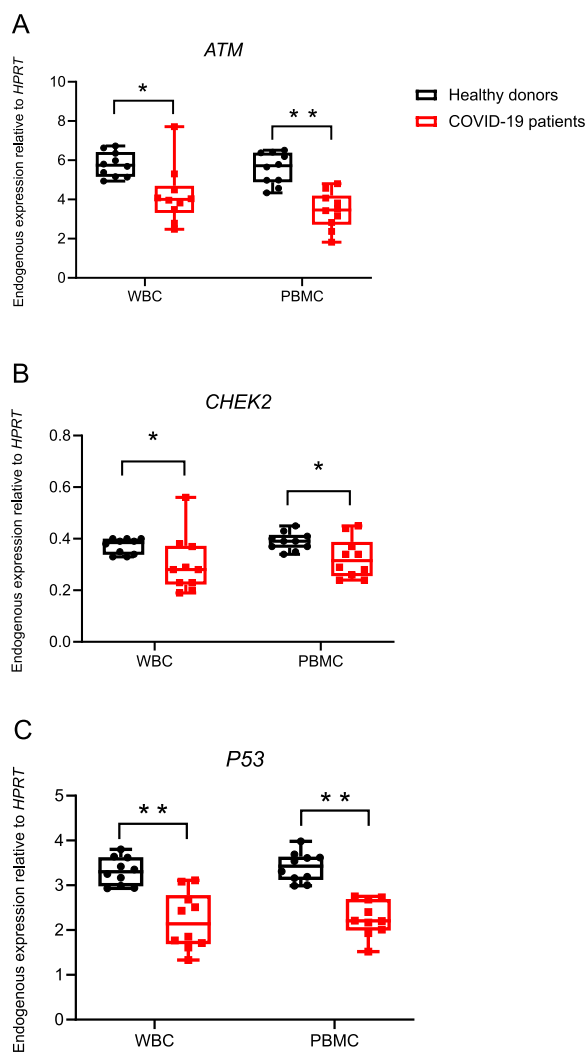 A
ATM
Endogenous expression relative to HPRT
10
8
6
4
2
0
*
* *
WBC
PBMC
Healthy donors
COVID-19 patients
B
CHEK2
Endogenous expression relative to HPRT
0.8
0.6
0.4
0.2
0.0
*
*
WBC
PBMC
C
P53
Endogenous expression relative to HPRT
5
4
3
2
1
0
* *
* *
WBC
PBMC